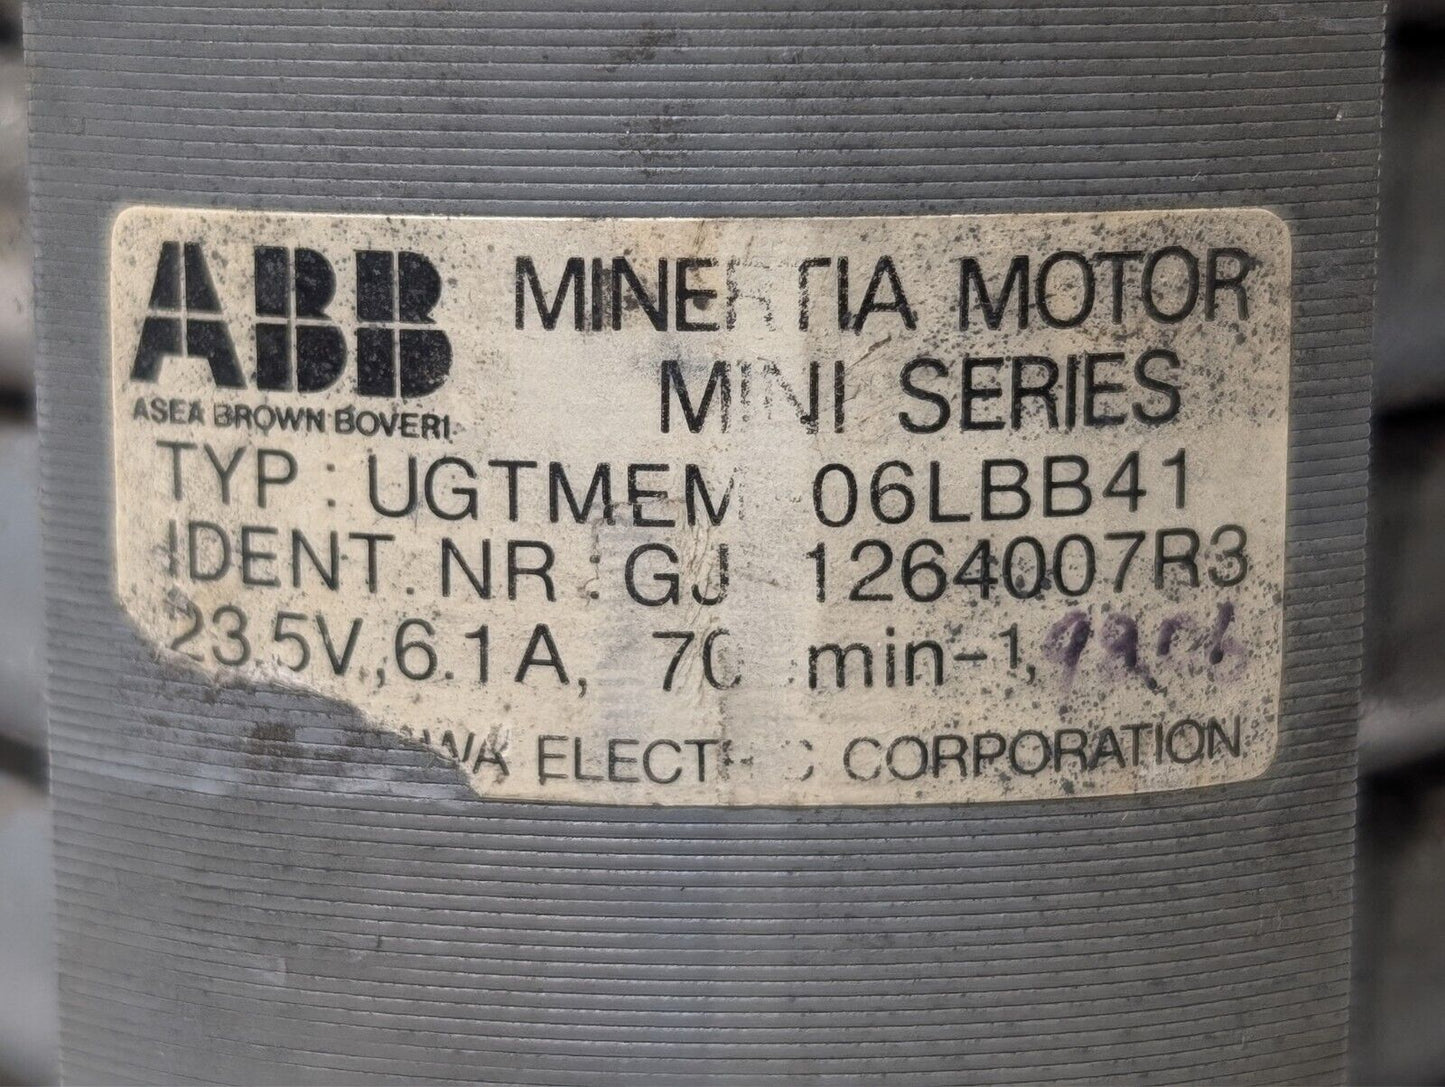 ABB
ASEA BROWN BOVERI
MINERTIA MOTOR
MINI SERIES
TYP: UGTMEM-06LBB41
IDENT. NR: GJ 1264007R3
23.5V, 6.1A, min-1,
ELECTRIC CORPORATION